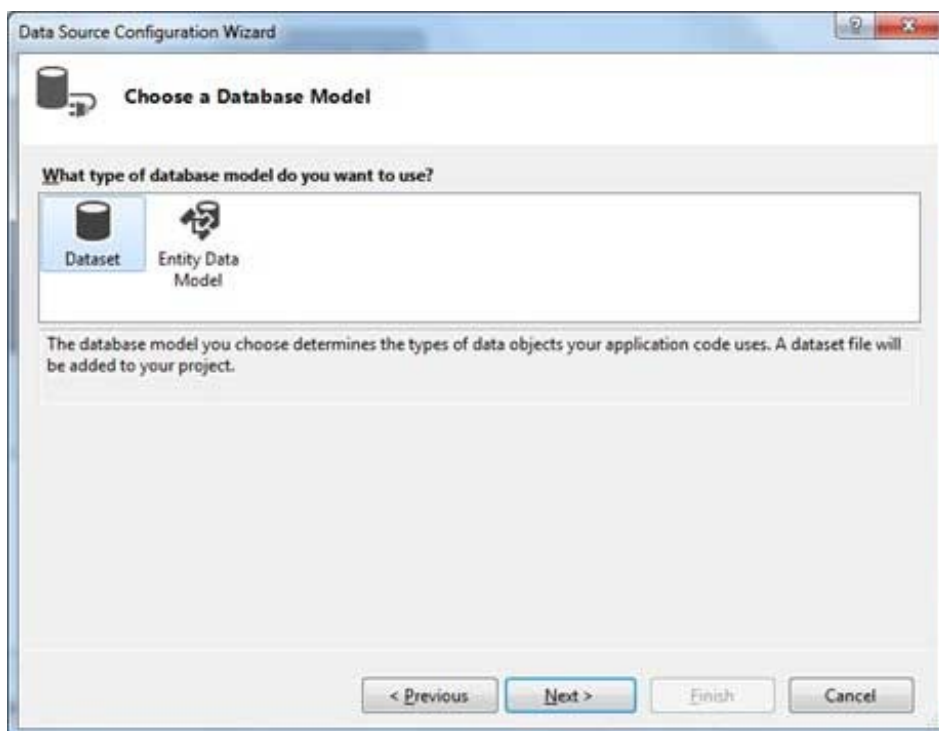 Data Source Configuration Wizard
Choose a Database Model
What type of database model do you want to use?
Dataset
Entity Data
Model
The database model you choose determines the types of data objects your application code uses. A dataset file will
be added to your project.
< Previous
Next >
Finish
Cancel